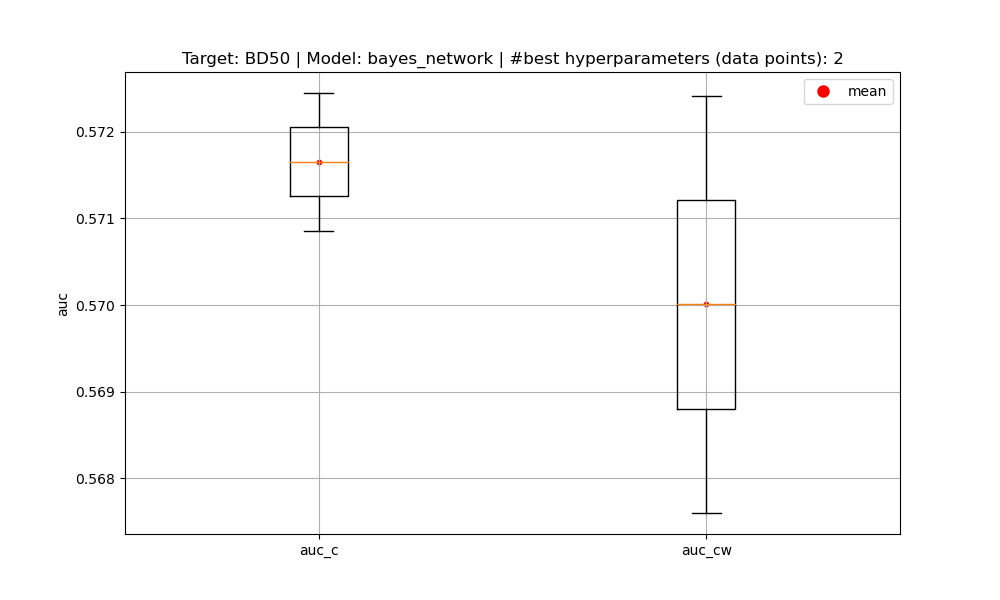 Target: BD50 | Model: bayes_network | #best hyperparameters (data points): 2
mean
0.572
0.571
0.570
0.569
0.568
auc
auc_c
auc_cw